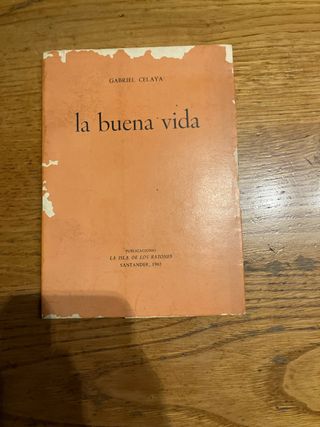 GABRIEL CELAYA
la buena vida
PUBLICACIONES
LA ISLA DE LOS RATONES
SANTANDER, 1961